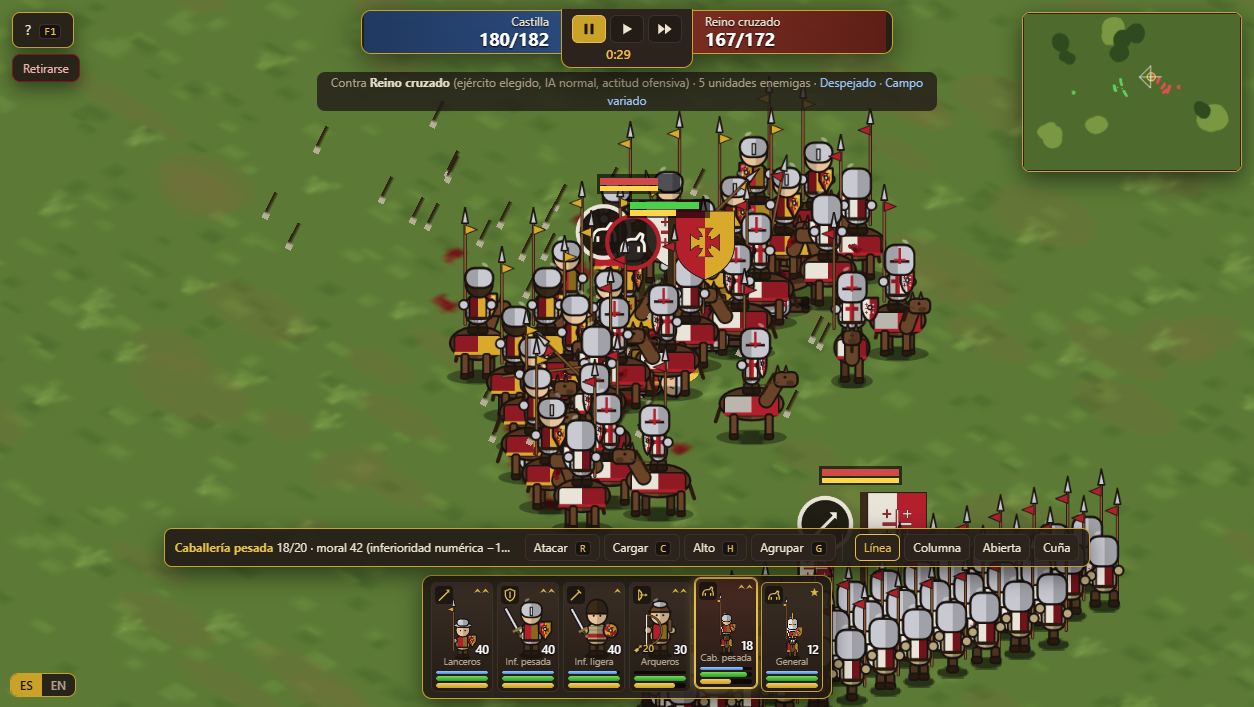 ? F1
Retirarse
Castilla
180/182
0:29
Reino cruzado
167/172
Contra Reino cruzado (ejército elegido, IA normal, actitud ofensiva) · 5 unidades enemigas · Despejado · Campo
variado
Caballería pesada 18/20 · moral 42 (inferioridad numérica −1...
Atacar R
Cargar C
Alto H
Agrupar G
Línea
Columna
Abierta
Cuña
40
Lanceros
40
Inf. pesada
40
Inf. ligera
20
30
Arqueros
18
Cab. pesada
12
General
ES EN